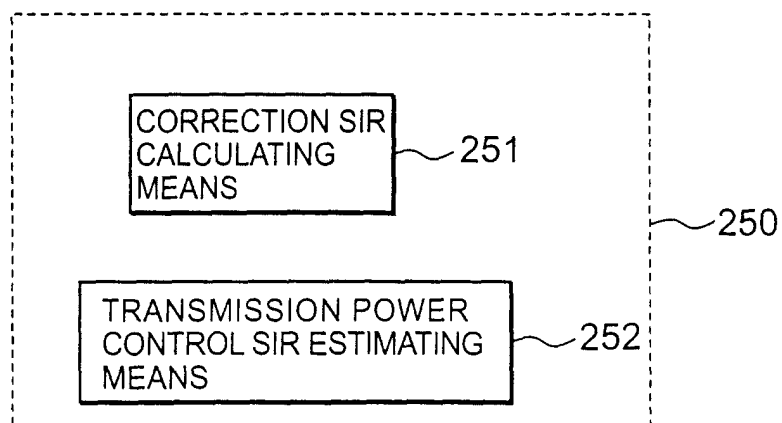 CORRECTION SIR
CALCULATING
MEANS
251
250
TRANSMISSION POWER
CONTROL SIR ESTIMATING
MEANS
252